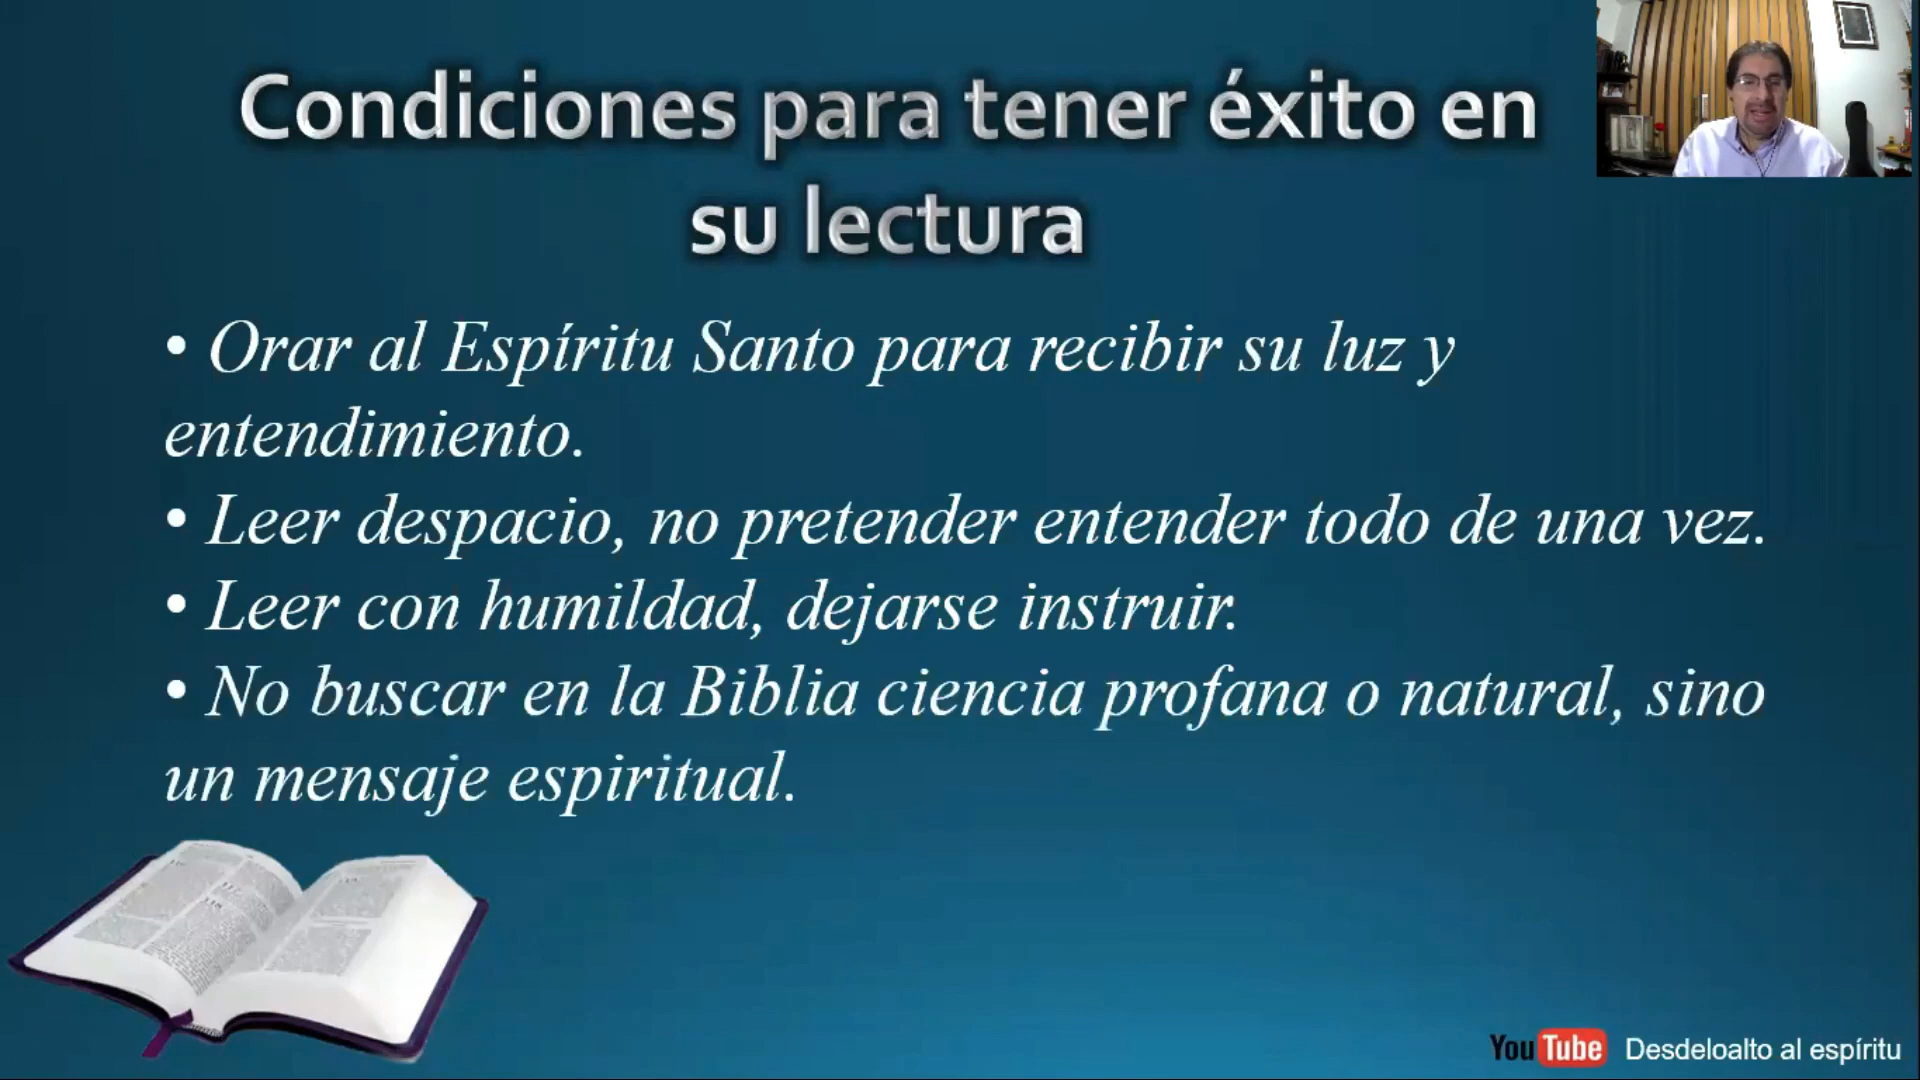 Condiciones para tener éxito en
su lectura
• Orar al Espíritu Santo para recibir su luz y
entendimiento.
• Leer despacio, no pretender entender todo de una vez.
• Leer con humildad, dejarse instruir.
• No buscar en la Biblia ciencia profana o natural, sino
un mensaje espiritual.
YouTube Desdeloalto al espíritu